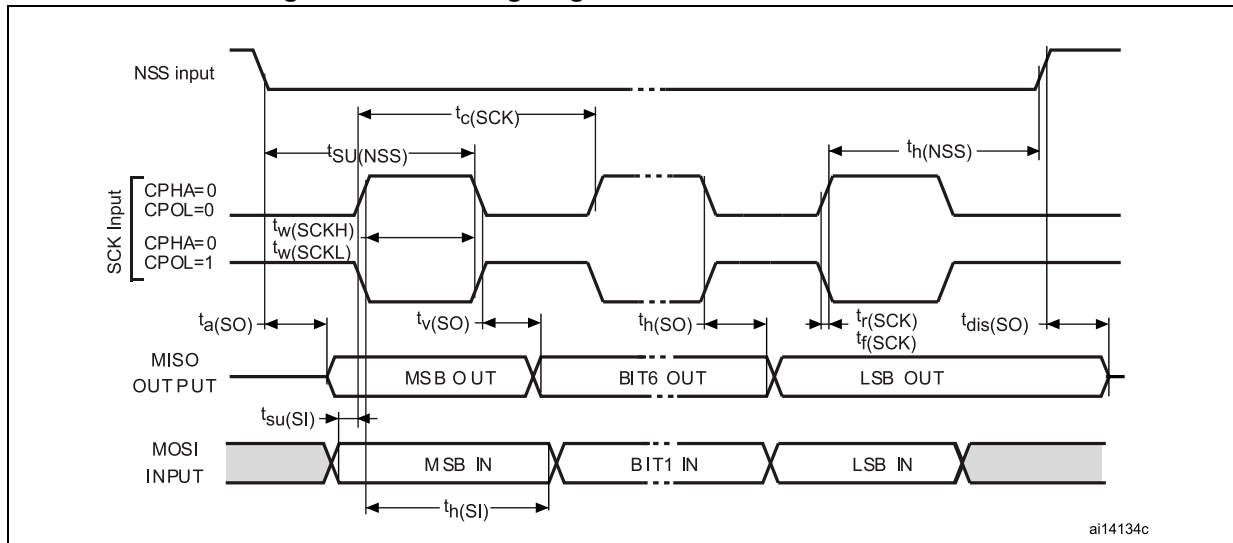 NSS input
tc(SCK)
tSU(NSS)
th(NSS)
SCK Input
CPHA=0
CPOL=0
tw(SCKH)
CPHA=0
tw(SCKL)
CPOL=1
ta(SO)
tv(SO)
th(SO)
tr(SCK)
tf(SCK)
tdis(SO)
MISO
OUTPUT
MSB OUT
BIT6 OUT
LSB OUT
tsu(SI)
MOSI
INPUT
MSB IN
BIT1 IN
LSB IN
th(SI)
ai14134c